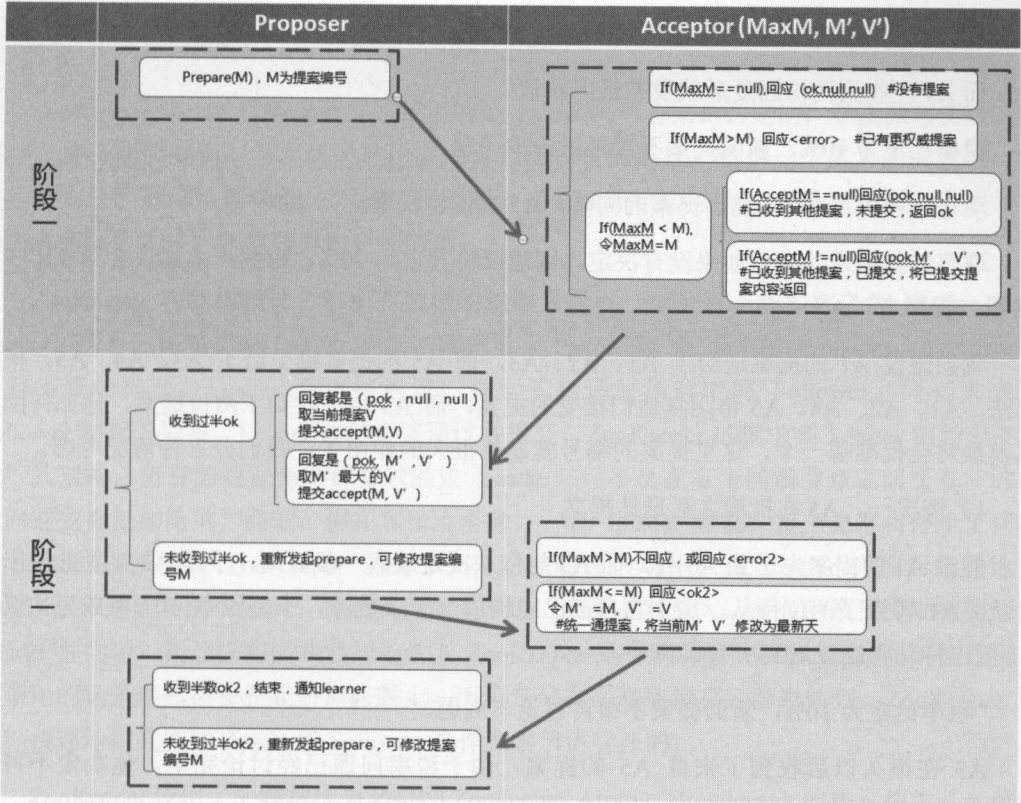 Proposer
Acceptor (MaxM, M’, V’)
阶段一
Prepare(M)，M为提案编号
If(MaxM==null),回应 (ok,null,null) #没有提案
If(MaxM>M) 回应<error> #已有更权威提案
If(MaxM < M),
令MaxM=M
If(AcceptM==null)回应(pok,null,null)
#已收到其他提案，未提交，返回ok
If(AcceptM !=null)回应(pok,M’，V’)
#已收到其他提案，已提交，将已提交提
案内容返回
阶段二
收到过半ok
回复都是（pok，null，null）
取当前提案V
提交accept(M,V)
回复是（pok, M’，V’）
取M’最大的V’
提交accept(M, V’)
未收到过半ok，重新发起prepare，可修改提案编
号M
If(MaxM>M)不回应，或回应<error2>
If(MaxM<=M) 回应<ok2>
令M’=M, V’=V
#统一通提案，将当前M’V’修改为最新天
收到半数ok2，结束，通知learner
未收到过半ok2，重新发起prepare，可修改提案
编号M